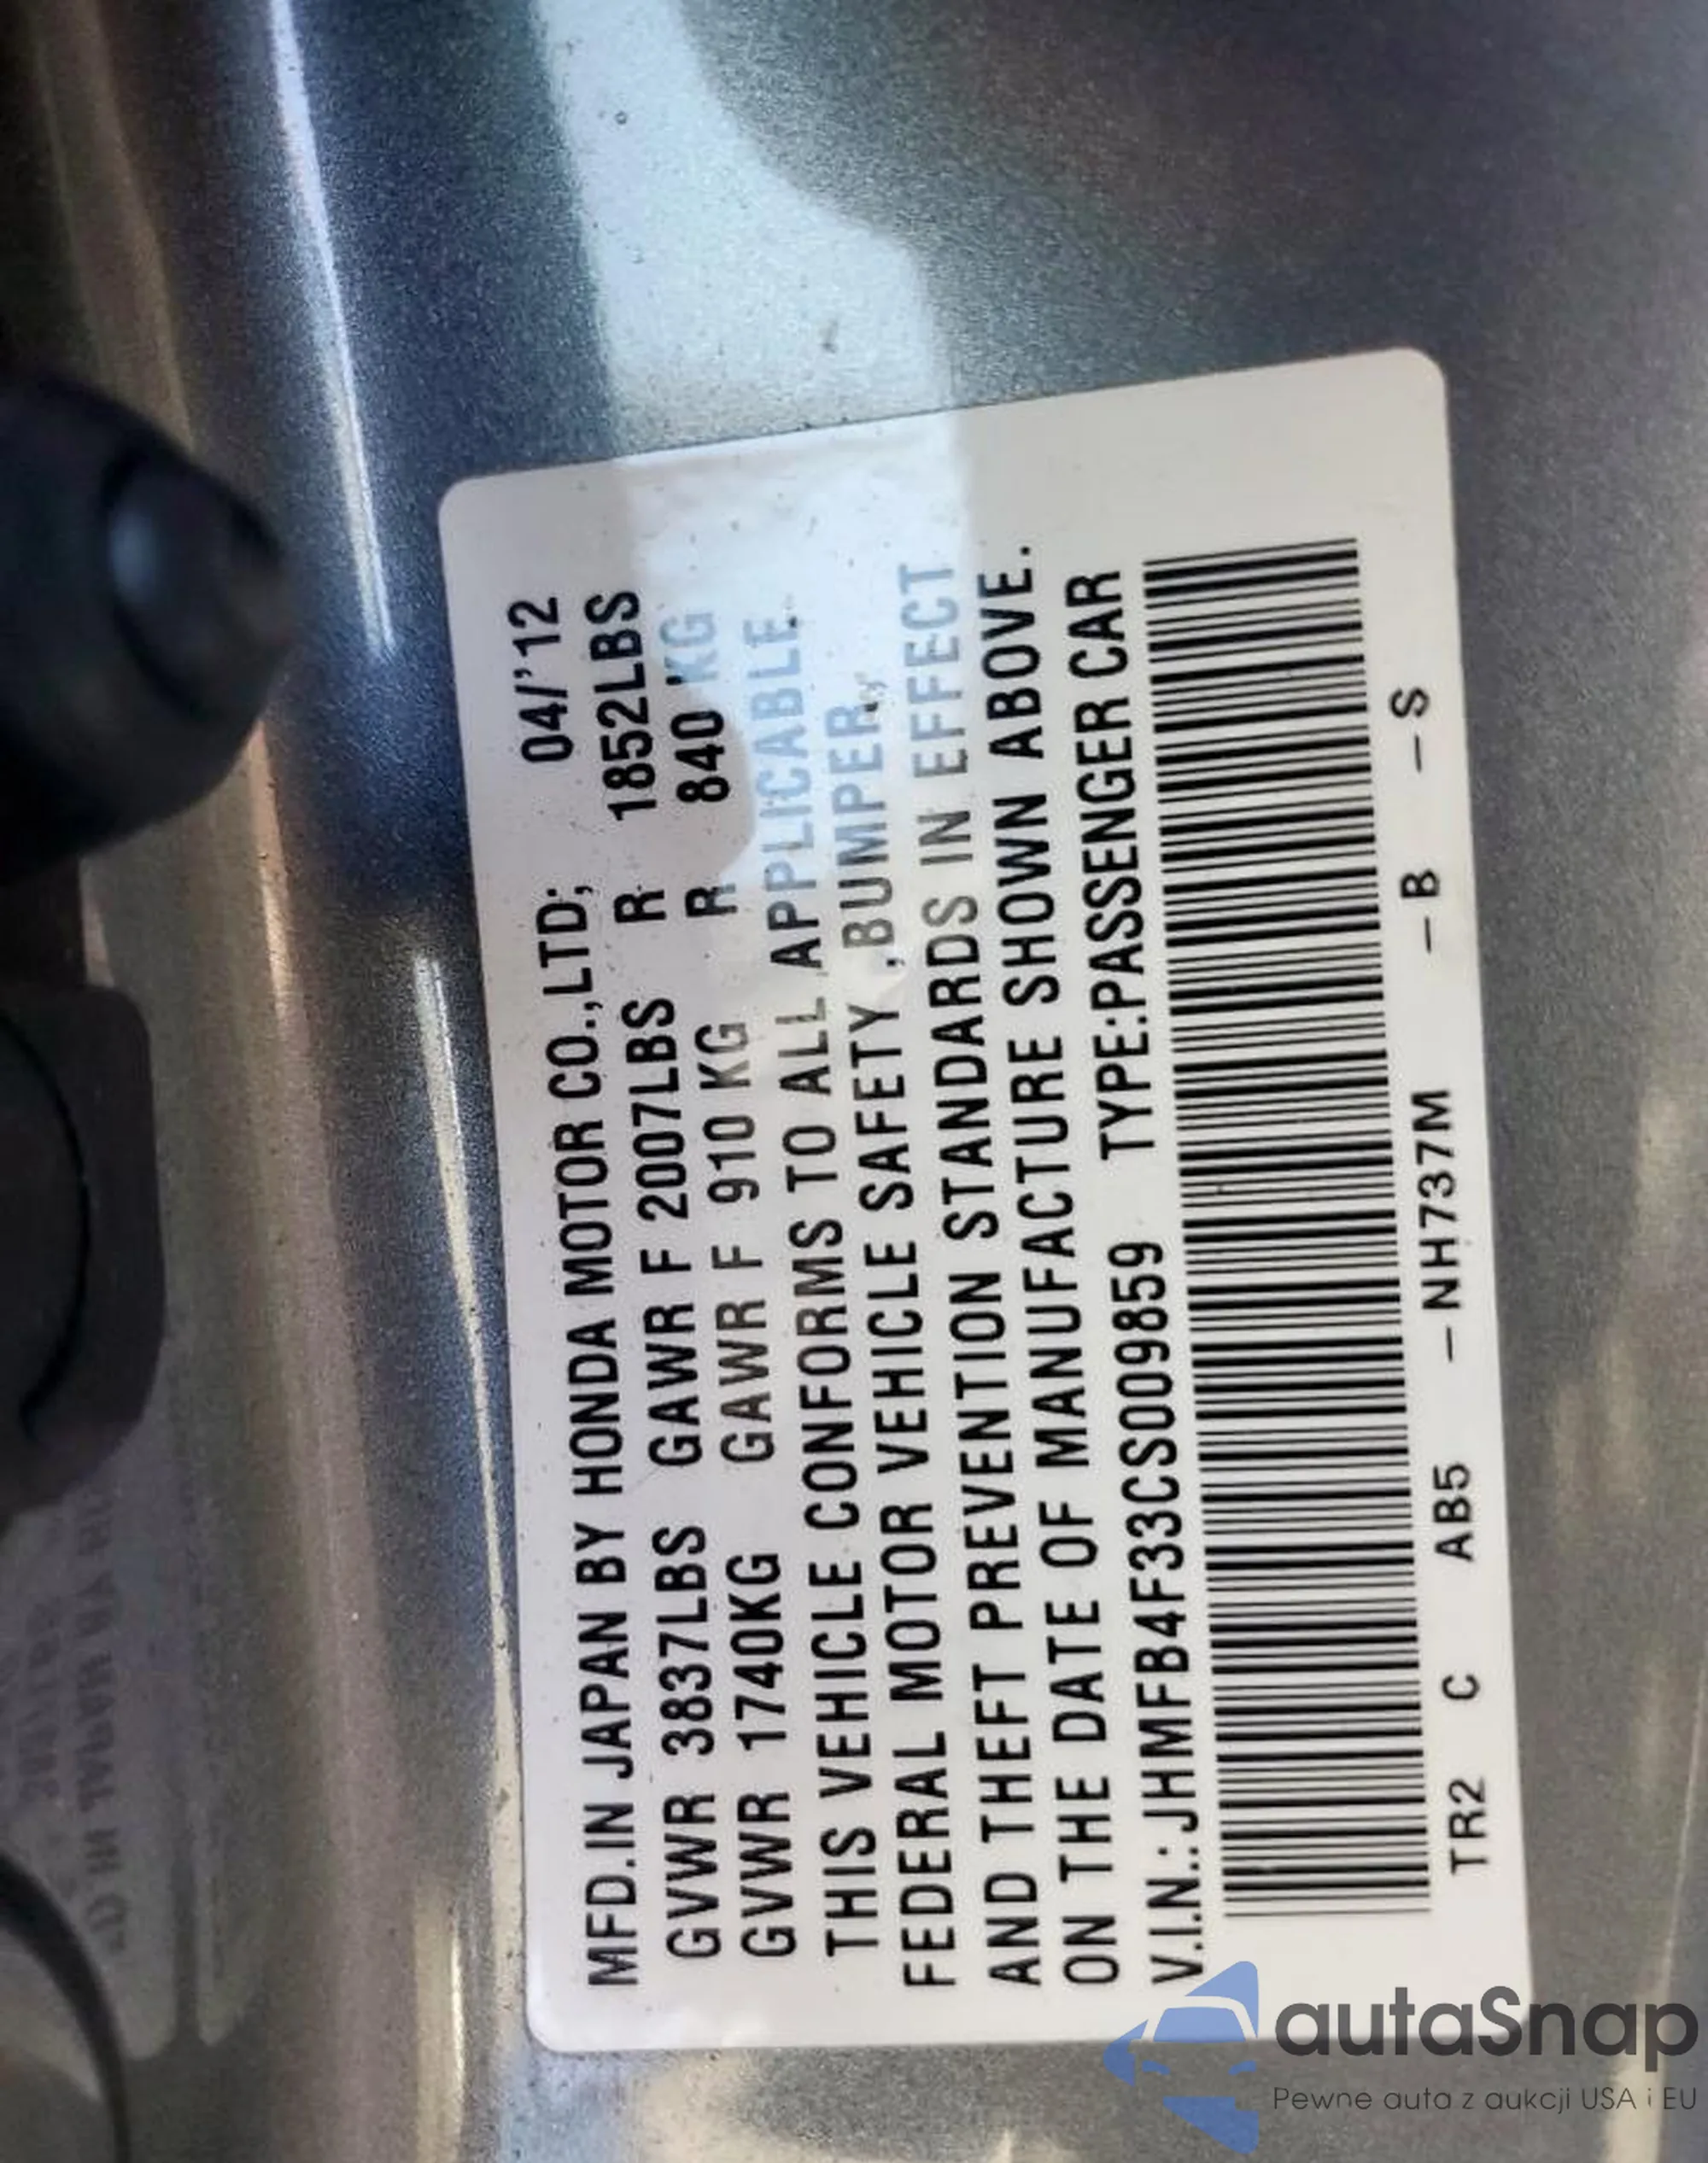 MFD.IN JAPAN BY HONDA MOTOR CO.,LTD; 04/'12
GVWR 3837LBS GAWR F 2007LBS R 1852LBS
GVWR 1740KG GAWR F 910 KG R 840 KG
THIS VEHICLE CONFORMS TO ALL APPLICABLE
FEDERAL MOTOR VEHICLE SAFETY ,BUMPER,
AND THEFT PREVENTION STANDARDS IN EFFECT
ON THE DATE OF MANUFACTURE SHOWN ABOVE.
V.I.N.:JHMFB4F33CS009859 TYPE:PASSENGER CAR
TR2 C AB5 -NH737M -B -S
autaSnap
Pewne auta z aukcji USA i EU